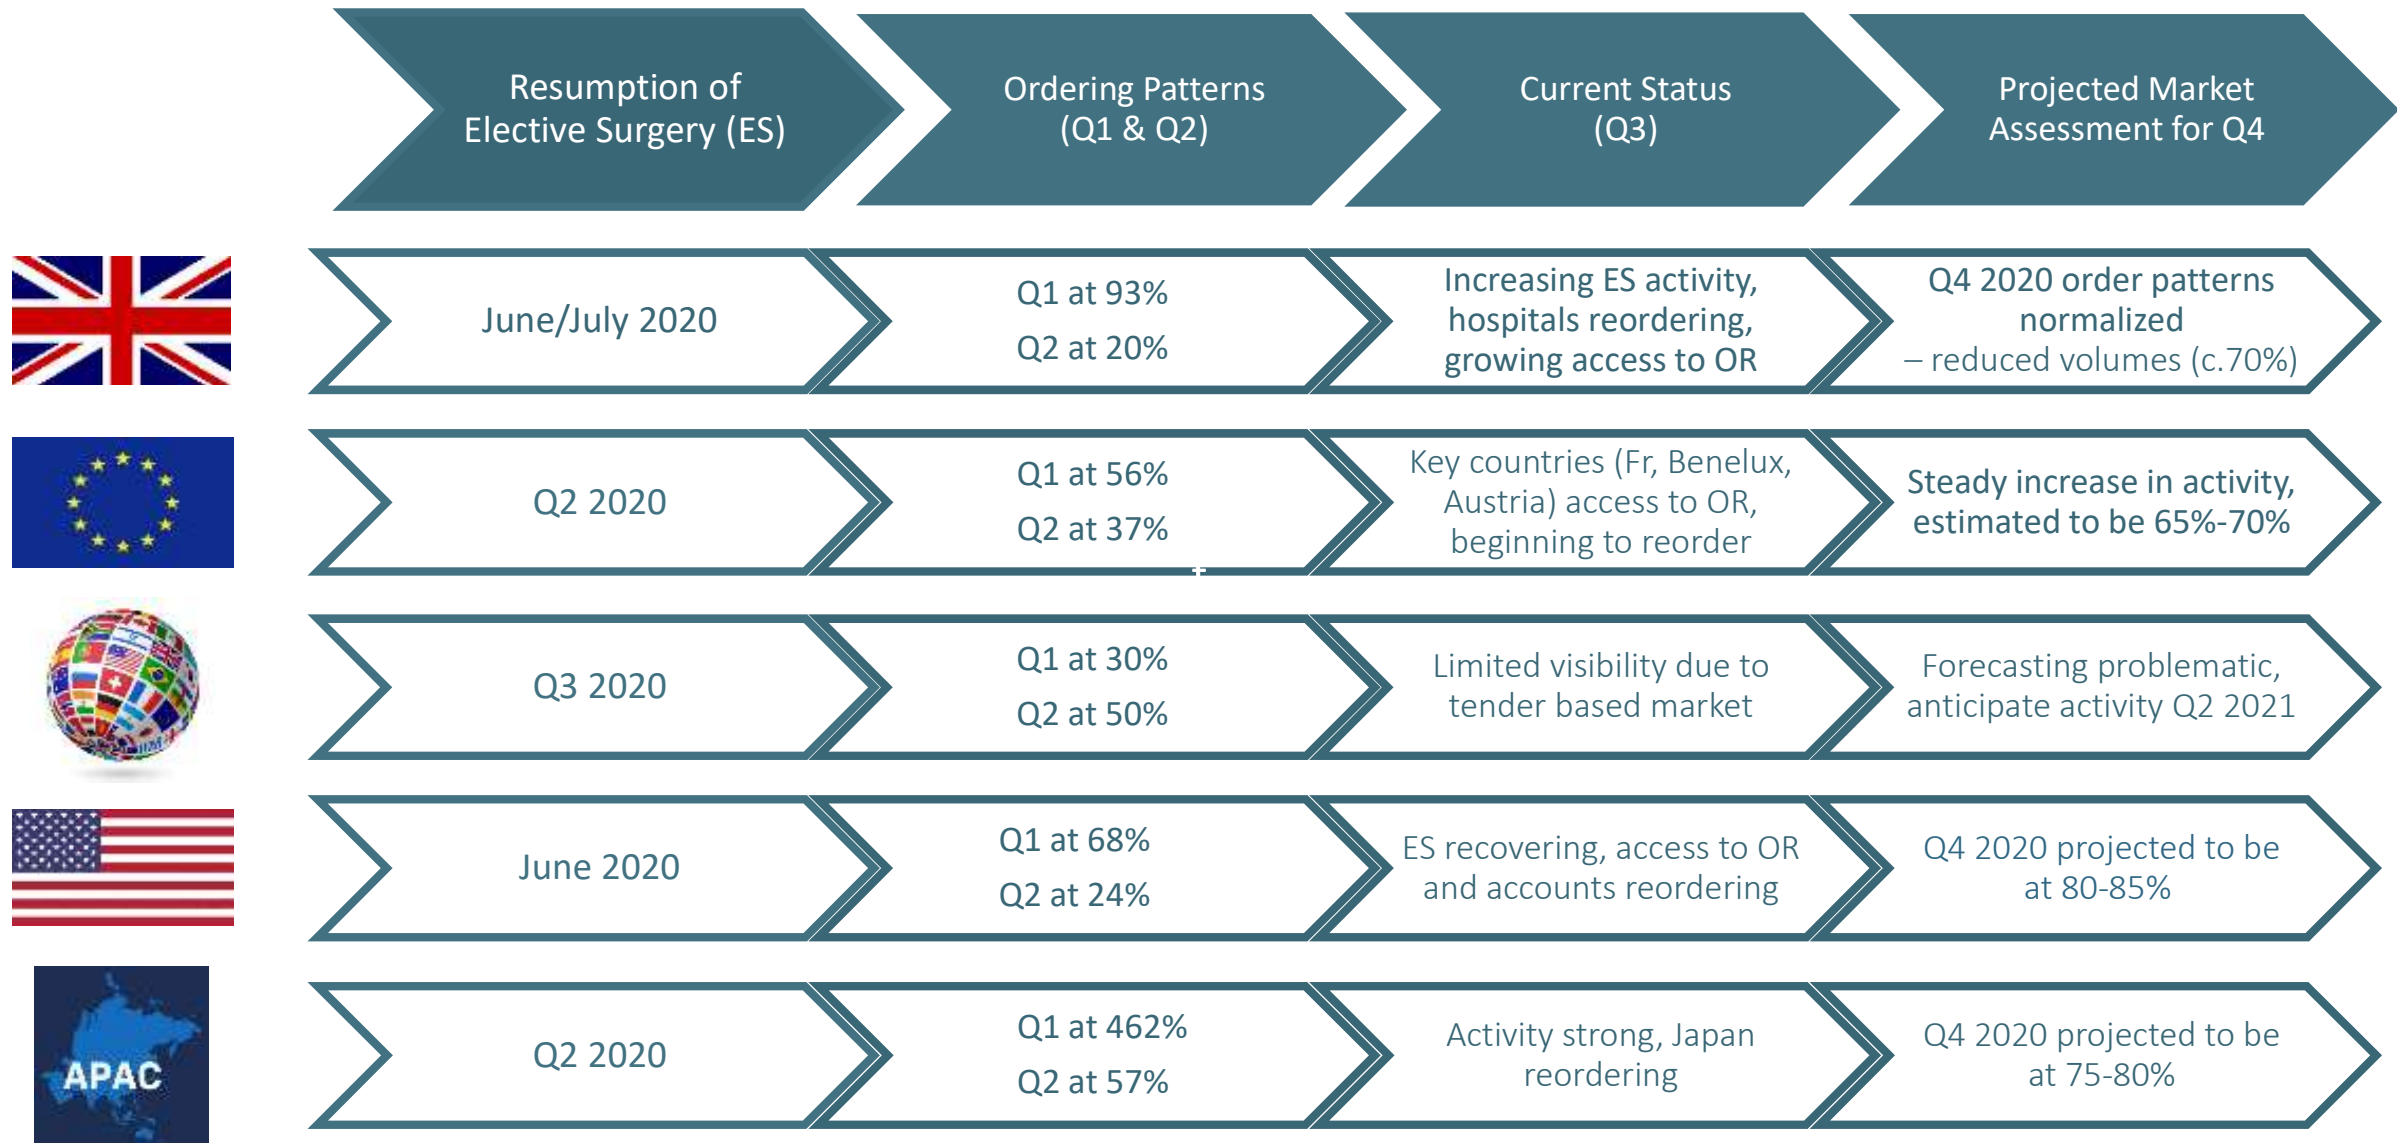 Resumption of
Elective Surgery (ES)
Ordering Patterns
(Q1 & Q2)
Current Status
(Q3)
Projected Market
Assessment for Q4
June/July 2020
Q1 at 93%
Q2 at 20%
Increasing ES activity,
hospitals reordering,
growing access to OR
Q4 2020 order patterns
normalized
– reduced volumes (c.70%)
Q2 2020
Q1 at 56%
Q2 at 37%
Key countries (Fr, Benelux,
Austria) access to OR,
beginning to reorder
Steady increase in activity,
estimated to be 65%-70%
Q3 2020
Q1 at 30%
Q2 at 50%
Limited visibility due to
tender based market
Forecasting problematic,
anticipate activity Q2 2021
June 2020
Q1 at 68%
Q2 at 24%
ES recovering, access to OR
and accounts reordering
Q4 2020 projected to be
at 80-85%
APAC
Q2 2020
Q1 at 462%
Q2 at 57%
Activity strong, Japan
reordering
Q4 2020 projected to be
at 75-80%